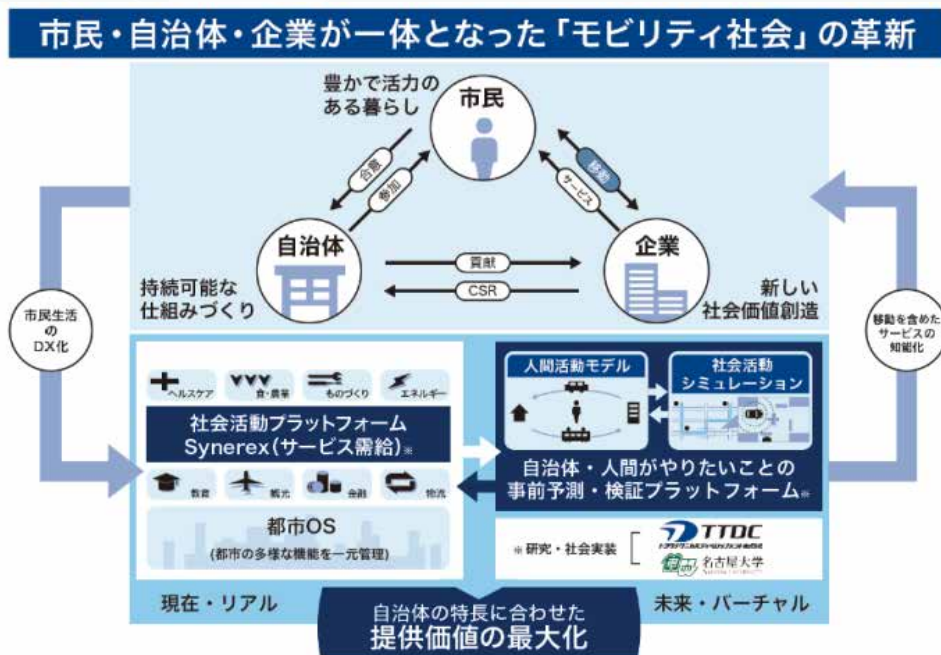 市民・自治体・企業が一体となった「モビリティ社会」の革新
豊かで活力の
ある暮らし
市民
合意
参加
移動
サービス
自治体
企業
貢献
CSR
持続可能な
仕組みづくり
新しい
社会価値創造
市民生活
の
DX化
移動を含めた
サービスの
知能化
ヘルスケア
食・農業
ものづくり
エネルギー
社会活動プラットフォーム
Synerex(サービス需給)※
教育
観光
金融
物流
都市OS
(都市の多様な機能を一元管理)
人間活動モデル
社会活動
シミュレーション
自治体・人間がやりたいことの
事前予測・検証プラットフォーム※
※研究・社会実装
TTDC
名古屋大学
現在・リアル
未来・バーチャル
自治体の特長に合わせた
提供価値の最大化